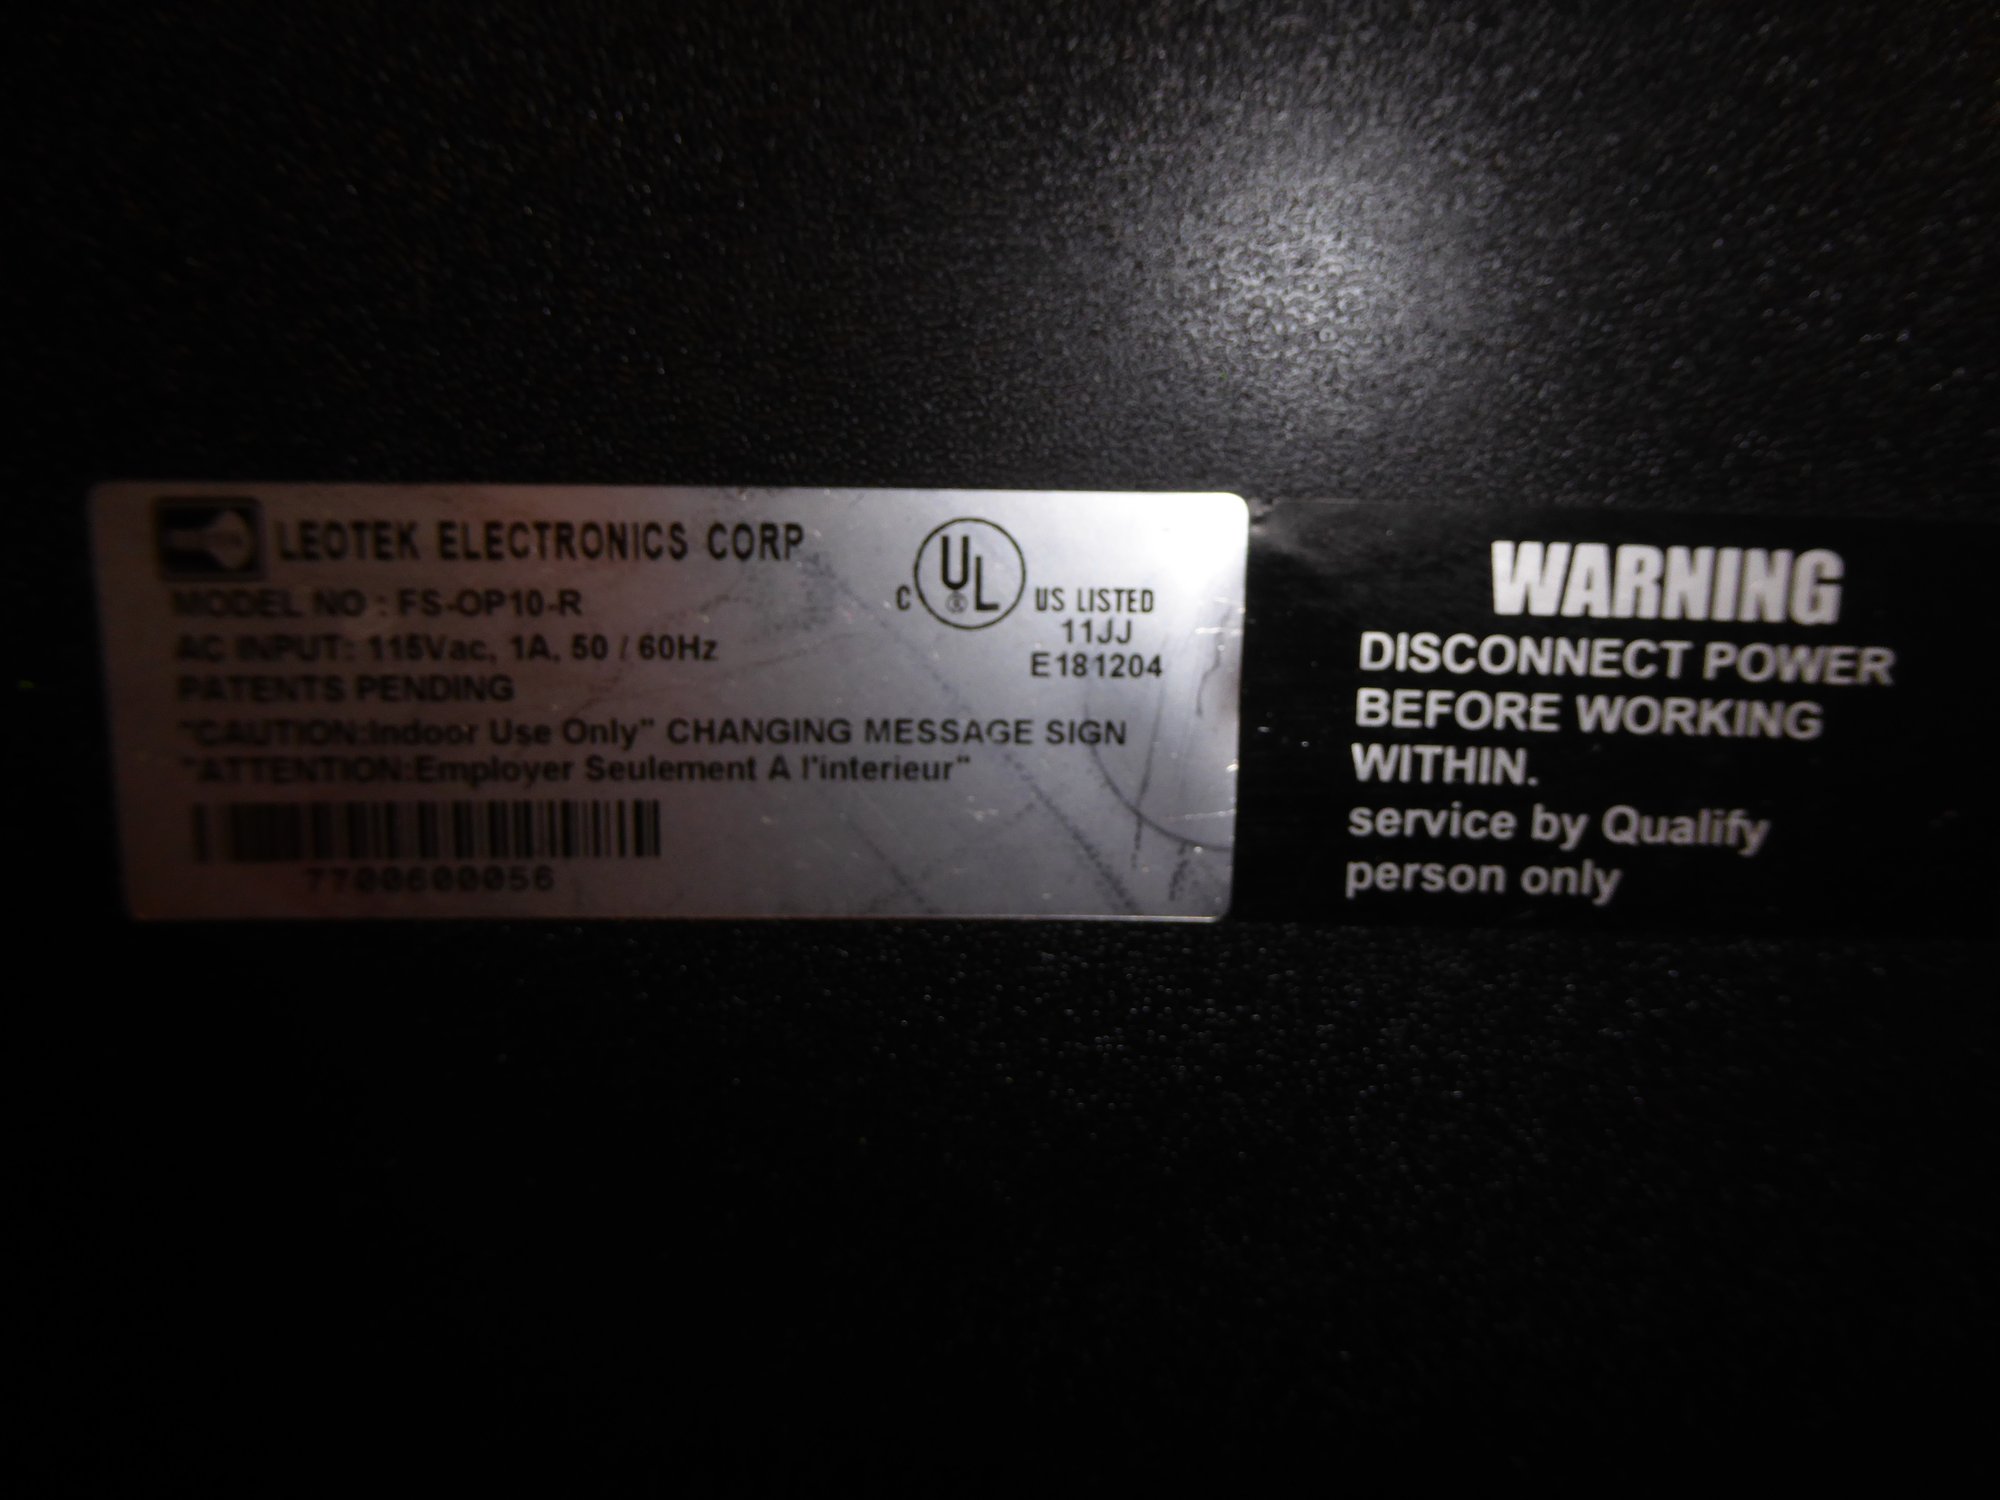 LEOTEK ELECTRONICS CORP
MODEL NO : FS-OP10-R
AC INPUT: 115Vac, 1A, 50 / 60Hz
PATENTS PENDING
"CAUTION:Indoor Use Only" CHANGING MESSAGE SIGN
"ATTENTION:Employer Seulement A l'interieur"
7700600056
C UL ® US LISTED
11JJ
E181204
WARNING
DISCONNECT POWER
BEFORE WORKING
WITHIN.
service by Qualify
person only